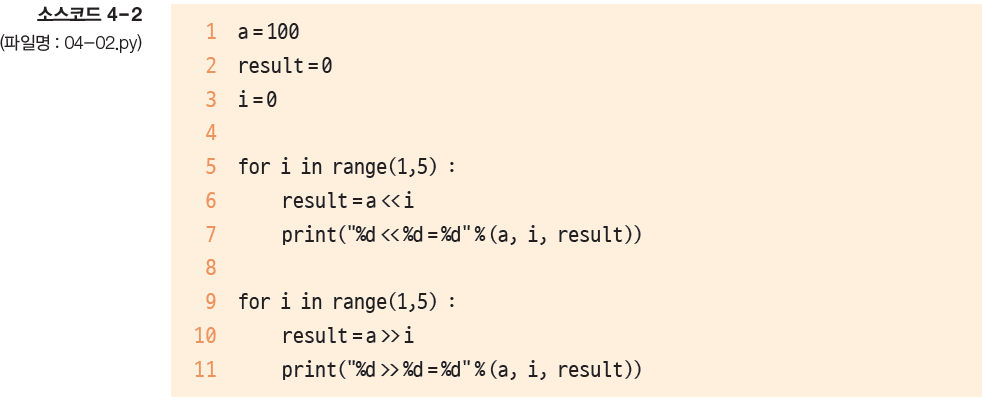 소스코드 4-2
(파일명 : 04-02.py)
1 a=100
2 result=0
3 i=0
4
5 for i in range(1,5) :
6     result=a<<i
7     print("%d<<%d=%d"%(a, i, result))
8
9 for i in range(1,5) :
10     result=a>>i
11     print("%d>>%d=%d"%(a, i, result))